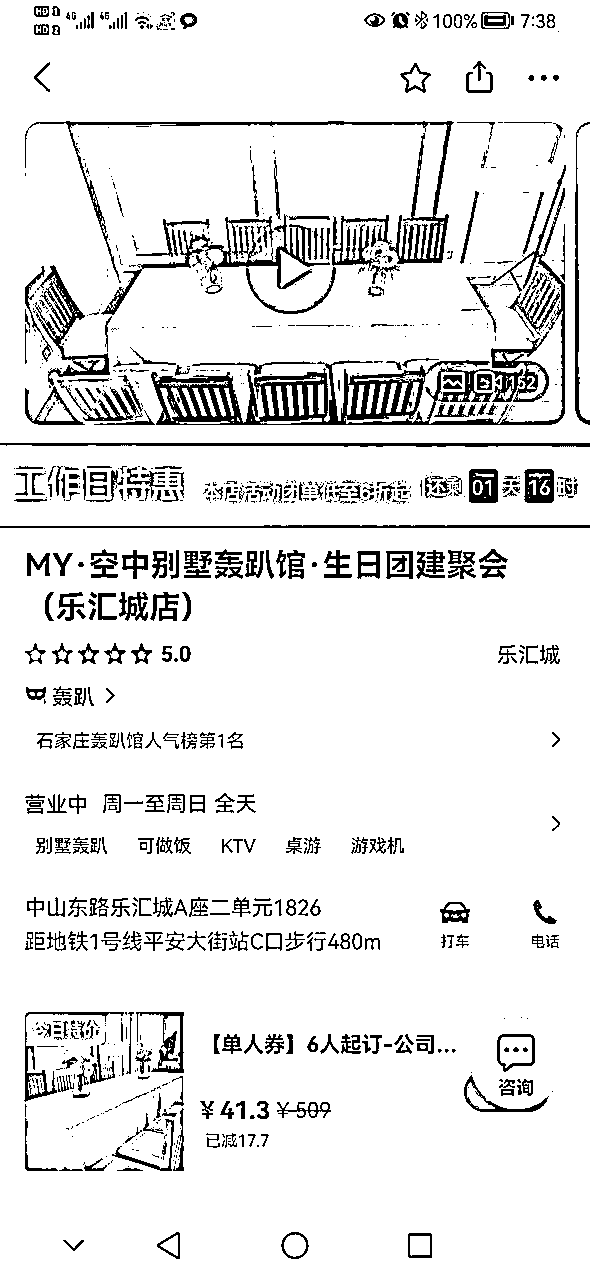 100% 7:38
152
工作日特惠 本店活动团单低至6折起 还剩 01 天 16 时
MY·空中别墅轰趴馆·生日团建聚会
（乐汇城店）
5.0 乐汇城
轰趴
石家庄轰趴馆人气榜第1名
营业中 周一至周日 全天
别墅轰趴 可做饭 KTV 桌游 游戏机
中山东路乐汇城A座二单元1826
距地铁1号线平安大街站C口步行480m
打车 电话
今日特价
【单人券】6人起订-公司...
¥41.3 ¥509
已减17.7
咨询